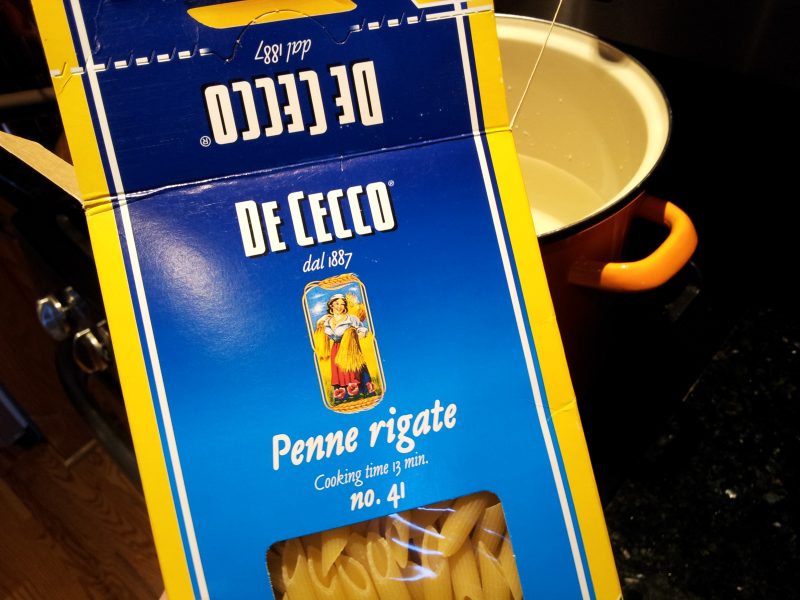 dal 1887
DE CECCO®
DE CECCO®
dal 1887
Penne rigate
Cooking time 13 min.
no. 41